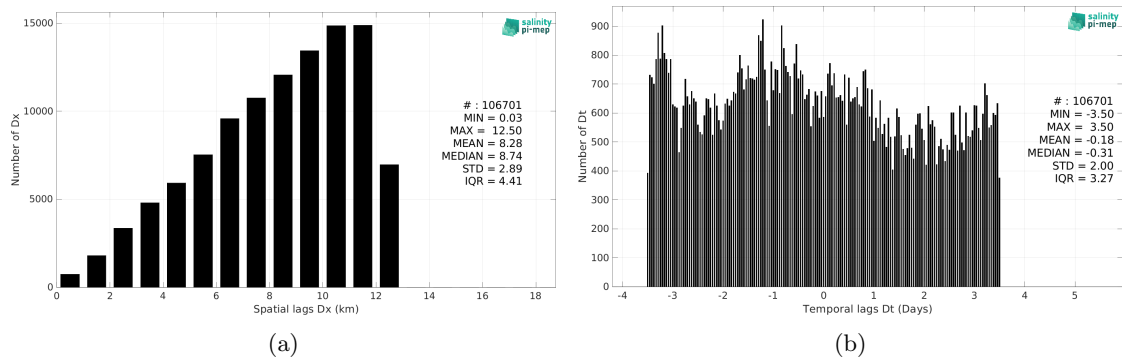 15000
10000
5000
0
Number of Dx
0 2 4 6 8 10 12 14 16 18
Spatial lags Dx (km)
salinity
pi-mep
# : 106701
MIN = 0.03
MAX = 12.50
MEAN = 8.28
MEDIAN = 8.74
STD = 2.89
IQR = 4.41
(a)
900
800
700
600
500
400
300
200
100
0
Number of Dt
-4 -3 -2 -1 0 1 2 3 4 5
Temporal lags Dt (Days)
salinity
pi-mep
# : 106701
MIN = -3.50
MAX = 3.50
MEAN = -0.18
MEDIAN = -0.31
STD = 2.00
IQR = 3.27
(b)